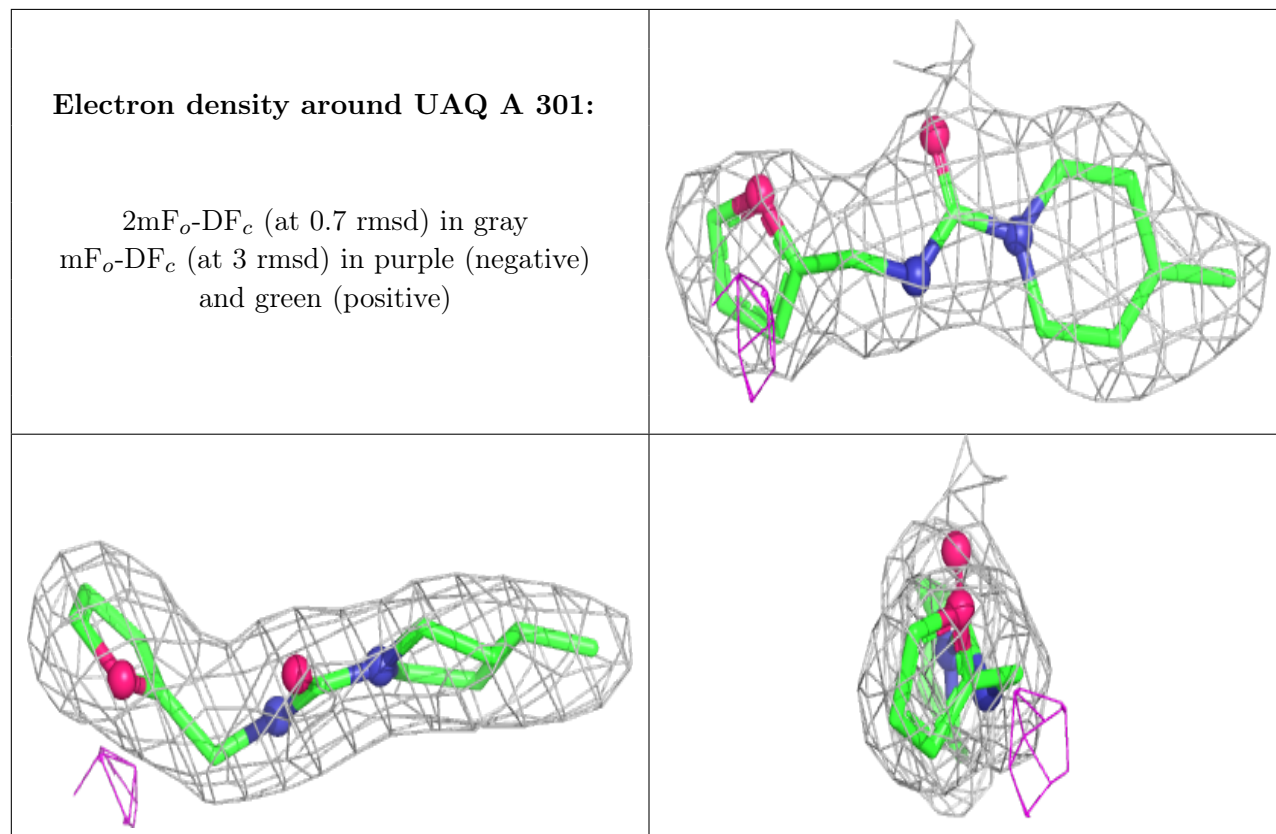 Electron density around UAQ A 301:
2mFo-DFc (at 0.7 rmsd) in gray
mFo-DFc (at 3 rmsd) in purple (negative)
and green (positive)